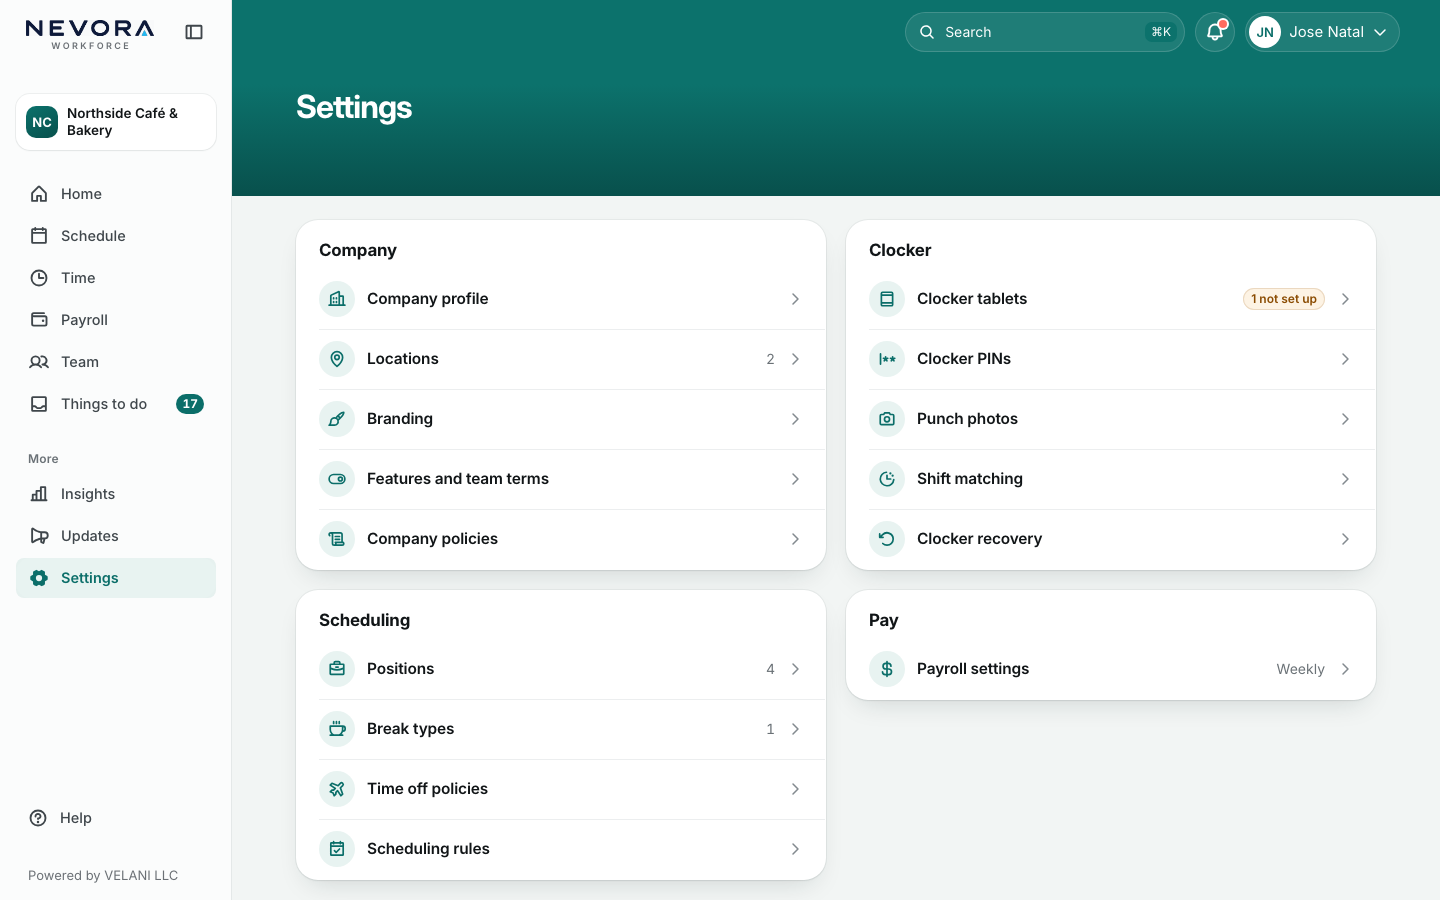 NEVORA
WORKFORCE
Search
⌘K
JN
Jose Natal
NC
Northside Café &
Bakery
Settings
Home
Schedule
Time
Payroll
Team
Things to do
17
More
Insights
Updates
Settings
Help
Powered by VELANI LLC
Company
Company profile
Locations
2
Branding
Features and team terms
Company policies
Clocker
Clocker tablets
1 not set up
Clocker PINs
Punch photos
Shift matching
Clocker recovery
Scheduling
Positions
4
Break types
1
Time off policies
Scheduling rules
Pay
Payroll settings
Weekly